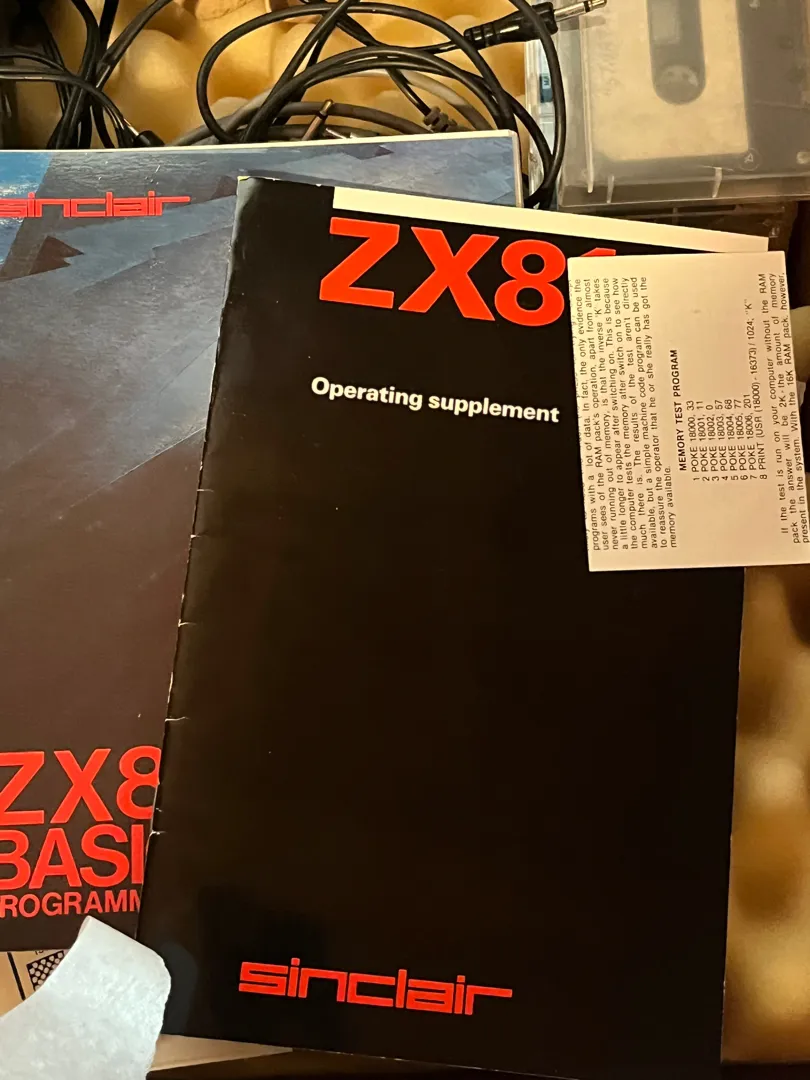 sinclair
ZX8
BASI
ROGRAMM
ZX81
Operating supplement
sinclair
programs with a lot of data. In fact, the only evidence the
user sees of the RAM pack's operation, apart from almost
never running out of memory, is that the inverse "K" takes
a little longer to appear after switching on. This is because
the computer tests the memory after switch on to see how
much there is. The results of the test aren't directly
available, but a simple machine code program can be used
to reassure the operator that he or she really has got the
memory available.
MEMORY TEST PROGRAM
1 POKE 18000, 33
2 POKE 18001, 11
3 POKE 18002, 0
4 POKE 18003, 57
5 POKE 18004, 68
6 POKE 18005, 77
7 POKE 18006, 201
8 PRINT (USR (18000) - 16373) / 1024, "K"
If the test is run on your computer without the RAM
pack the answer will be 2K - the amount of memory
present in the system. With the 16K RAM pack, however,